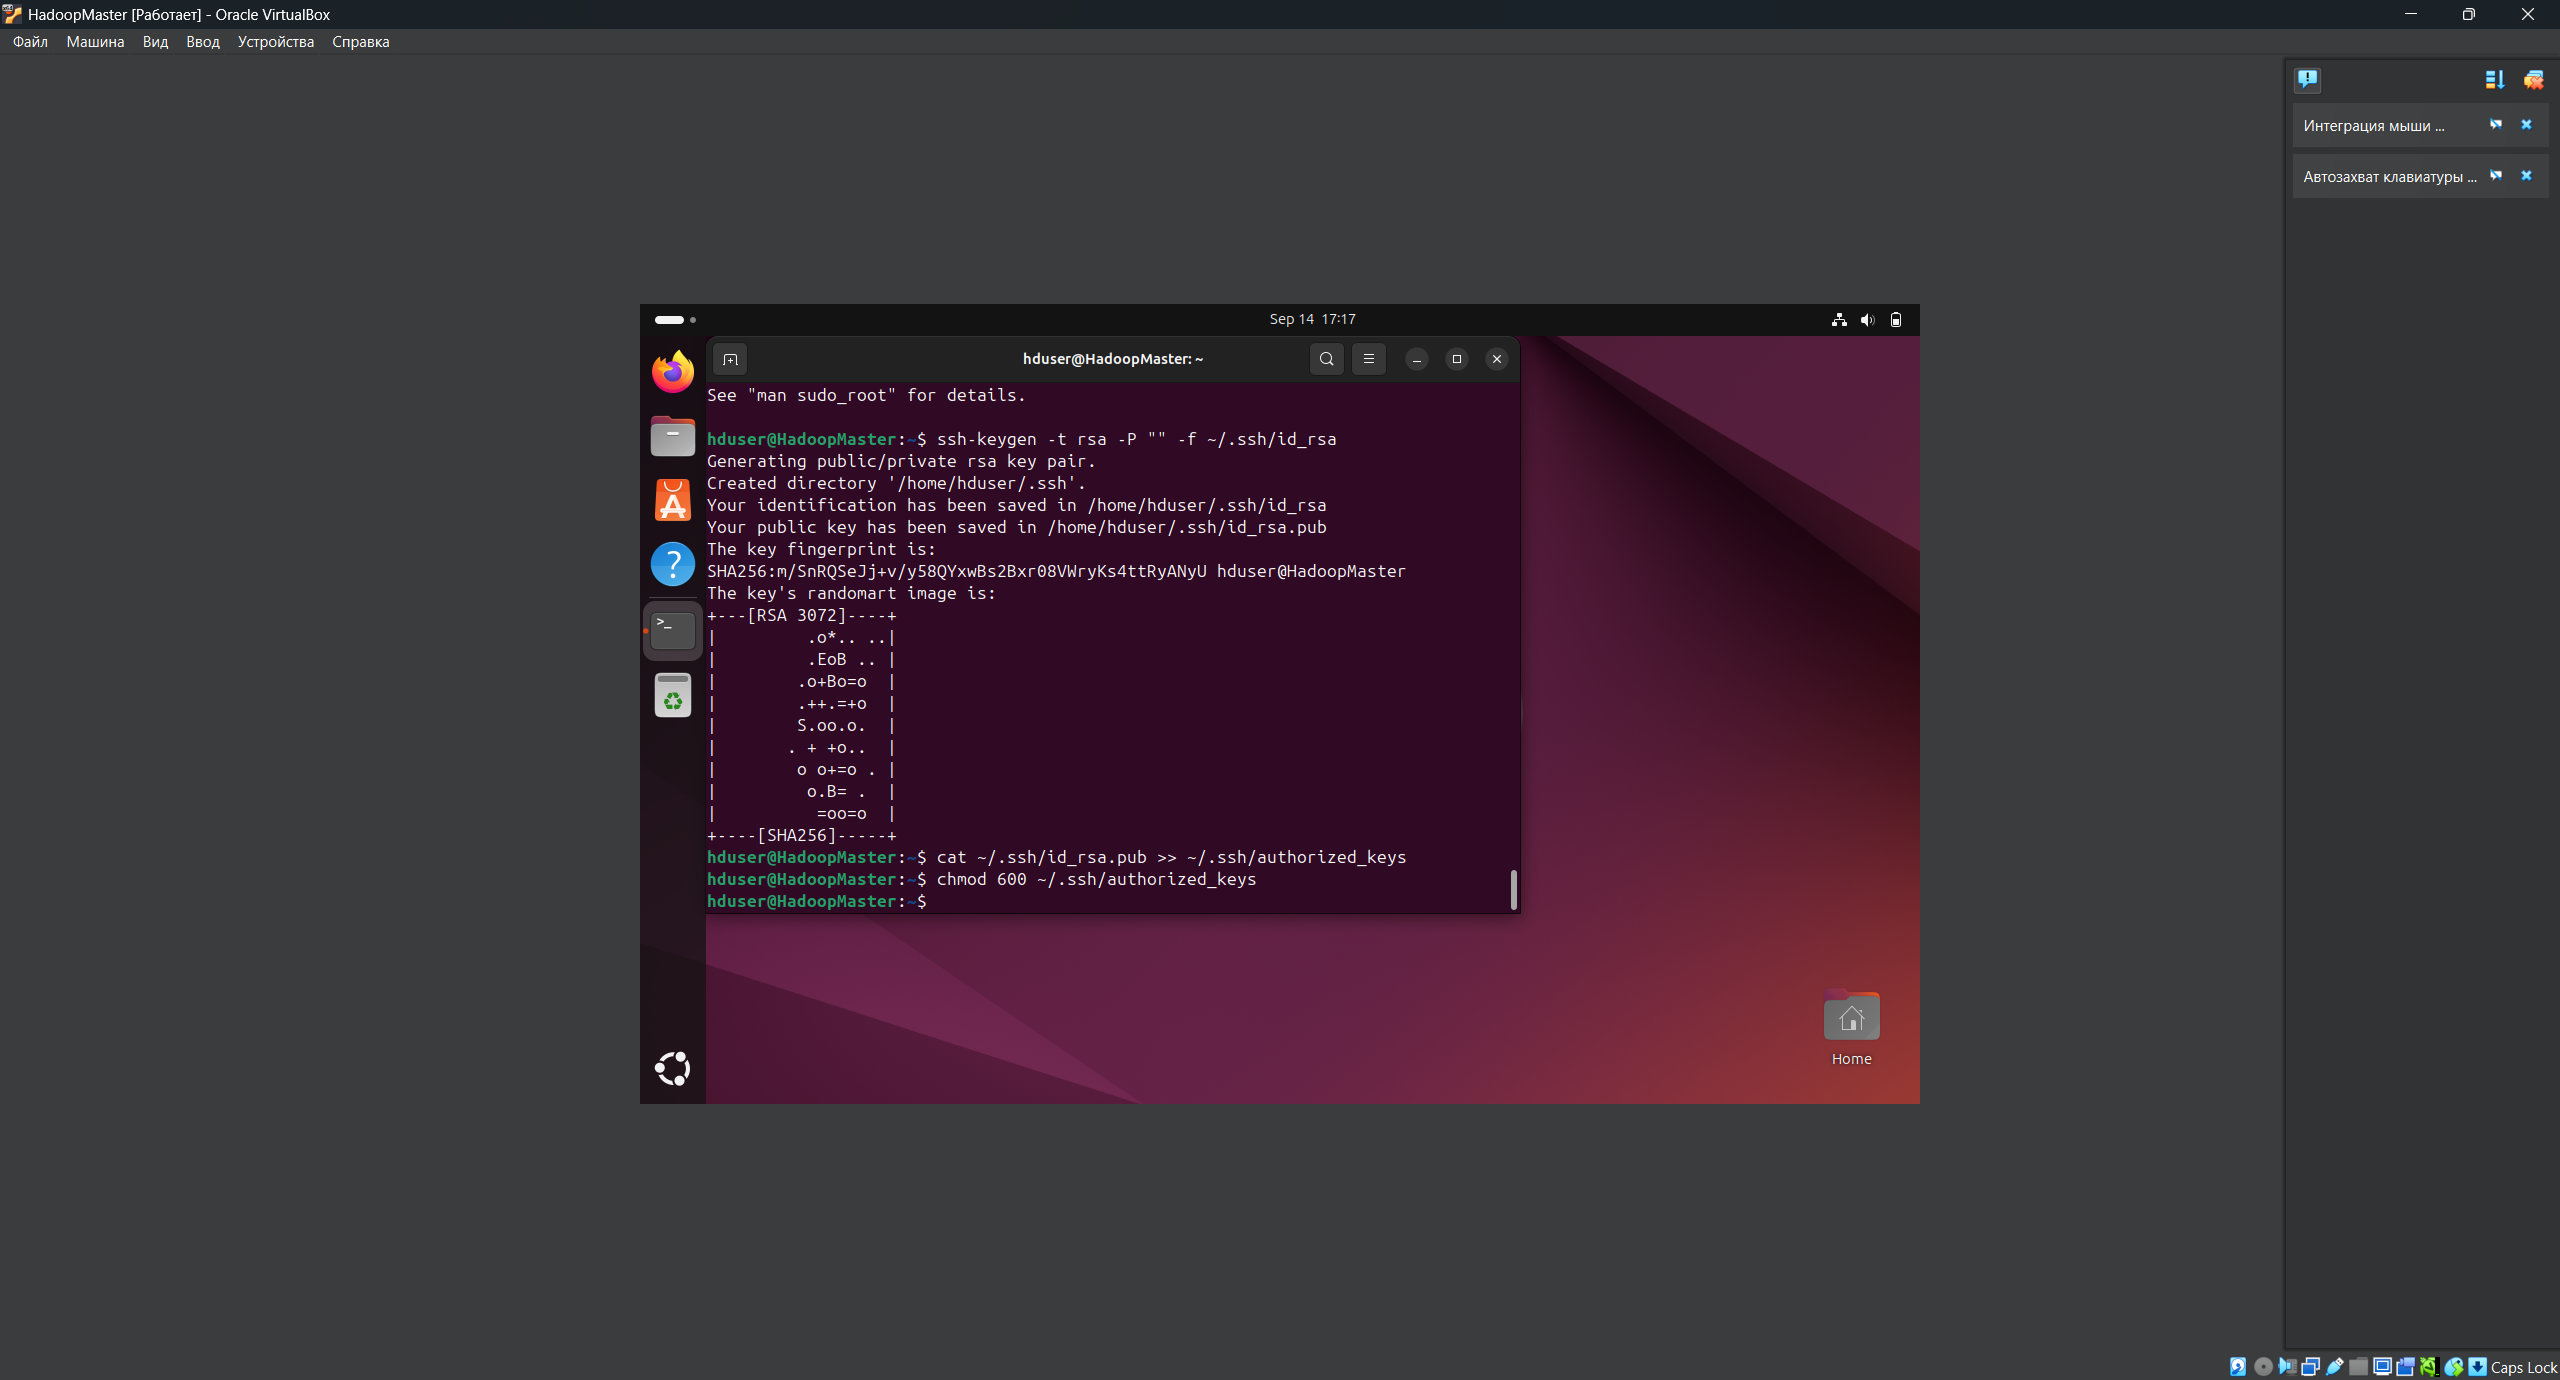 HadoopMaster [Работает] - Oracle VirtualBox
Файл Машина Вид Ввод Устройства Справка
Интеграция мыши ...
Автозахват клавиатуры ...
Sep 14 17:17
hduser@HadoopMaster: ~
See "man sudo_root" for details.
hduser@HadoopMaster:~$ ssh-keygen -t rsa -P "" -f ~/.ssh/id_rsa
Generating public/private rsa key pair.
Created directory '/home/hduser/.ssh'.
Your identification has been saved in /home/hduser/.ssh/id_rsa
Your public key has been saved in /home/hduser/.ssh/id_rsa.pub
The key fingerprint is:
SHA256:m/SnRQSeJj+v/y58QYxwBs2Bxr08VWryKs4ttRyANyU hduser@HadoopMaster
The key's randomart image is:
+---[RSA 3072]----+
|         .o*.. ..|
|         .EoB .. |
|        .o+Bo=o  |
|        .++.=+o  |
|        S.oo.o.  |
|       . + +o..  |
|        o o+=o . |
|         o.B= .  |
|          =oo=o  |
+----[SHA256]-----+
hduser@HadoopMaster:~$ cat ~/.ssh/id_rsa.pub >> ~/.ssh/authorized_keys
hduser@HadoopMaster:~$ chmod 600 ~/.ssh/authorized_keys
hduser@HadoopMaster:~$
Home
Caps Lock